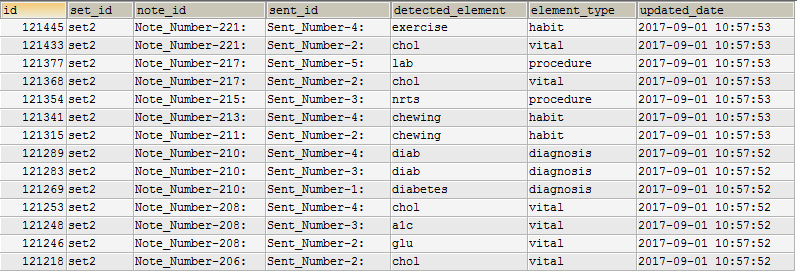 id set_id note_id sent_id detected_element element_type updated_date
121445 set2 Note_Number-221: Sent_Number-4: exercise habit 2017-09-01 10:57:53
121433 set2 Note_Number-221: Sent_Number-2: chol vital 2017-09-01 10:57:53
121377 set2 Note_Number-217: Sent_Number-5: lab procedure 2017-09-01 10:57:53
121368 set2 Note_Number-217: Sent_Number-2: chol vital 2017-09-01 10:57:53
121354 set2 Note_Number-215: Sent_Number-3: nrts procedure 2017-09-01 10:57:53
121341 set2 Note_Number-213: Sent_Number-4: chewing habit 2017-09-01 10:57:53
121315 set2 Note_Number-211: Sent_Number-2: chewing habit 2017-09-01 10:57:53
121289 set2 Note_Number-210: Sent_Number-4: diab diagnosis 2017-09-01 10:57:52
121283 set2 Note_Number-210: Sent_Number-3: diab diagnosis 2017-09-01 10:57:52
121269 set2 Note_Number-210: Sent_Number-1: diabetes diagnosis 2017-09-01 10:57:52
121253 set2 Note_Number-208: Sent_Number-4: chol vital 2017-09-01 10:57:52
121248 set2 Note_Number-208: Sent_Number-3: a1c vital 2017-09-01 10:57:52
121246 set2 Note_Number-208: Sent_Number-2: glu vital 2017-09-01 10:57:52
121218 set2 Note_Number-206: Sent_Number-2: chol vital 2017-09-01 10:57:52